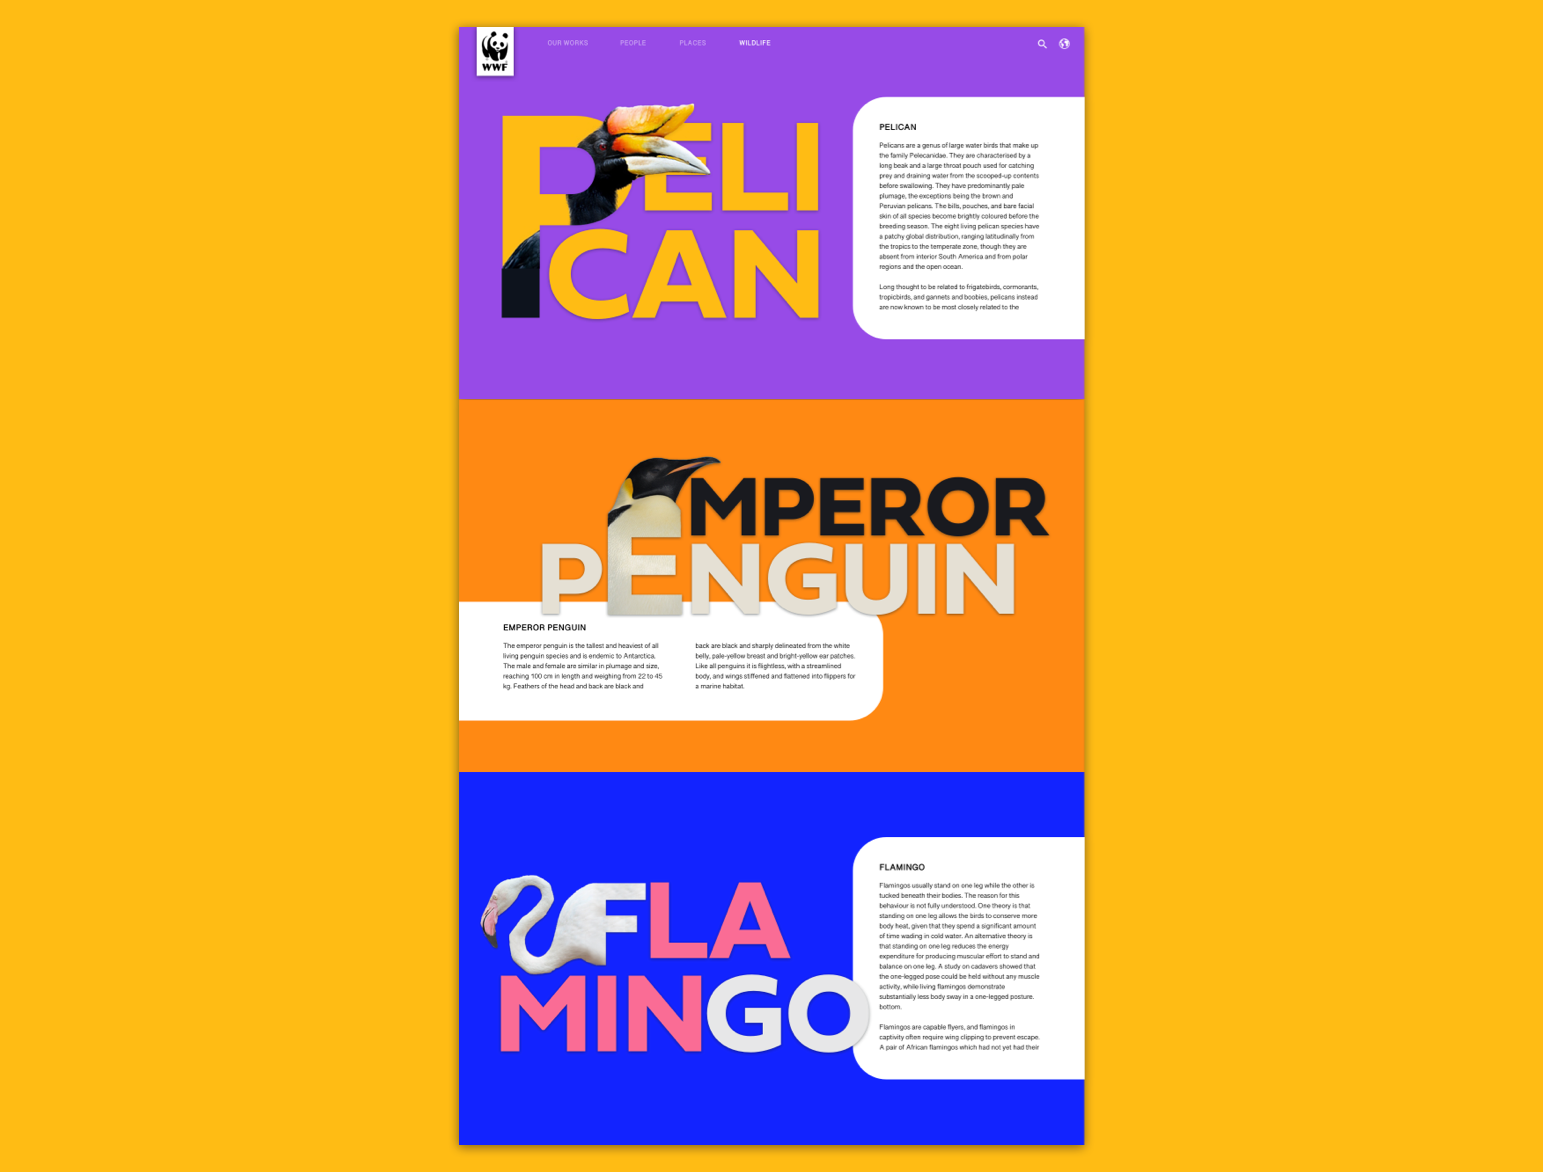 WWF
OUR WORKS PEOPLE PLACES WILDLIFE
PELI
CAN
PELICAN
Pelicans are a genus of large water birds that make up
the family Pelecanidae. They are characterised by a
long beak and a large throat pouch used for catching
prey and draining water from the scooped-up contents
before swallowing. They have predominantly pale
plumage, the exceptions being the brown and
Peruvian pelicans. The bills, pouches, and bare facial
skin of all species become brightly coloured before the
breeding season. The eight living pelican species have
a patchy global distribution, ranging latitudinally from
the tropics to the temperate zone, though they are
absent from interior South America and from polar
regions and the open ocean.
Long thought to be related to frigatebirds, cormorants,
tropicbirds, and gannets and boobies, pelicans instead
are now known to be most closely related to the
EMPEROR
PENGUIN
EMPEROR PENGUIN
The emperor penguin is the tallest and heaviest of all
living penguin species and is endemic to Antarctica.
The male and female are similar in plumage and size,
reaching 100 cm in length and weighing from 22 to 45
kg. Feathers of the head and back are black and
back are black and sharply delineated from the white
belly, pale-yellow breast and bright-yellow ear patches.
Like all penguins it is flightless, with a streamlined
body, and wings stiffened and flattened into flippers for
a marine habitat.
FLA
MINGO
FLAMINGO
Flamingos usually stand on one leg while the other is
tucked beneath their bodies. The reason for this
behaviour is not fully understood. One theory is that
standing on one leg allows the birds to conserve more
body heat, given that they spend a significant amount
of time wading in cold water. An alternative theory is
that standing on one leg reduces the energy
expenditure for producing muscular effort to stand and
balance on one leg. A study on cadavers showed that
the one-legged pose could be held without any muscle
activity, while living flamingos demonstrate
substantially less body sway in a one-legged posture.
bottom.
Flamingos are capable flyers, and flamingos in
captivity often require wing clipping to prevent escape.
A pair of African flamingos which had not yet had their